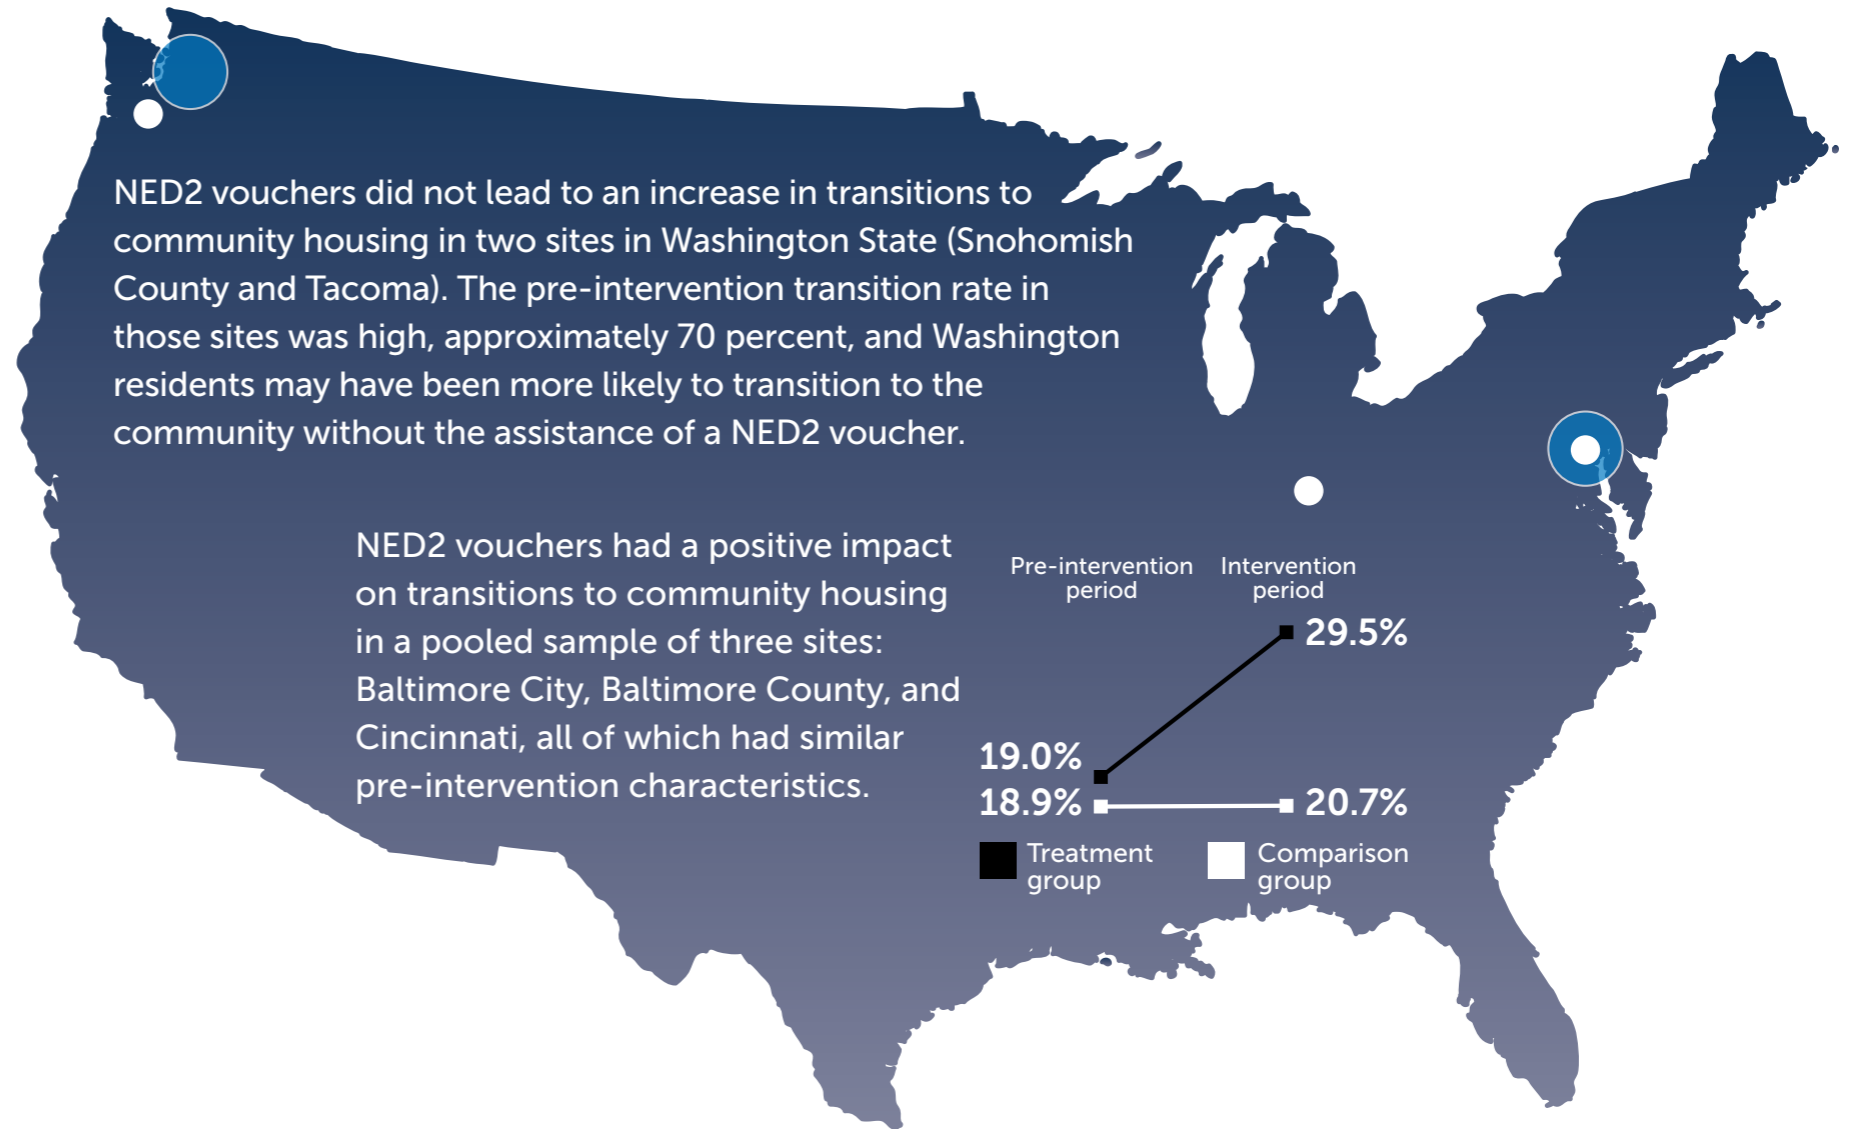 NED2 vouchers did not lead to an increase in transitions to
community housing in two sites in Washington State (Snohomish
County and Tacoma). The pre-intervention transition rate in
those sites was high, approximately 70 percent, and Washington
residents may have been more likely to transition to the
community without the assistance of a NED2 voucher.
NED2 vouchers had a positive impact
on transitions to community housing
in a pooled sample of three sites:
Baltimore City, Baltimore County, and
Cincinnati, all of which had similar
pre-intervention characteristics.
Pre-intervention
period
Intervention
period
29.5%
19.0%
18.9%
20.7%
Treatment
group
Comparison
group